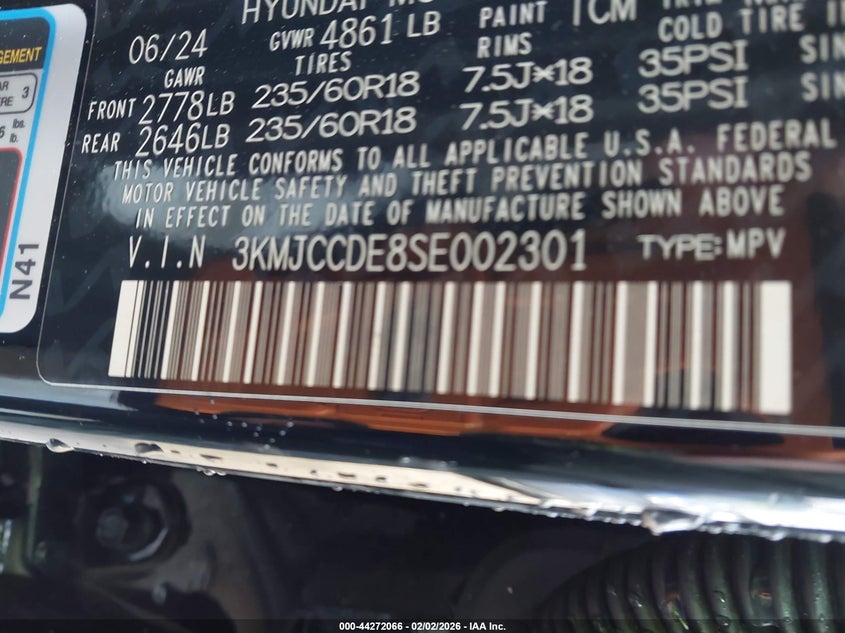 HYUNDAI
06/24 GVWR 4861 LB PAINT TCM
GAWR TIRES RIMS COLD TIRE
FRONT 2778LB 235/60R18 7.5J×18 35PSI
REAR 2646LB 235/60R18 7.5J×18 35PSI
THIS VEHICLE CONFORMS TO ALL APPLICABLE U.S.A. FEDERAL
MOTOR VEHICLE SAFETY AND THEFT PREVENTION STANDARDS
IN EFFECT ON THE DATE OF MANUFACTURE SHOWN ABOVE
V.I.N 3KMJCCDE8SE002301 TYPE:MPV
3
lbs.
lb.
N41
000-44272066 - 02/02/2026 - IAA Inc.